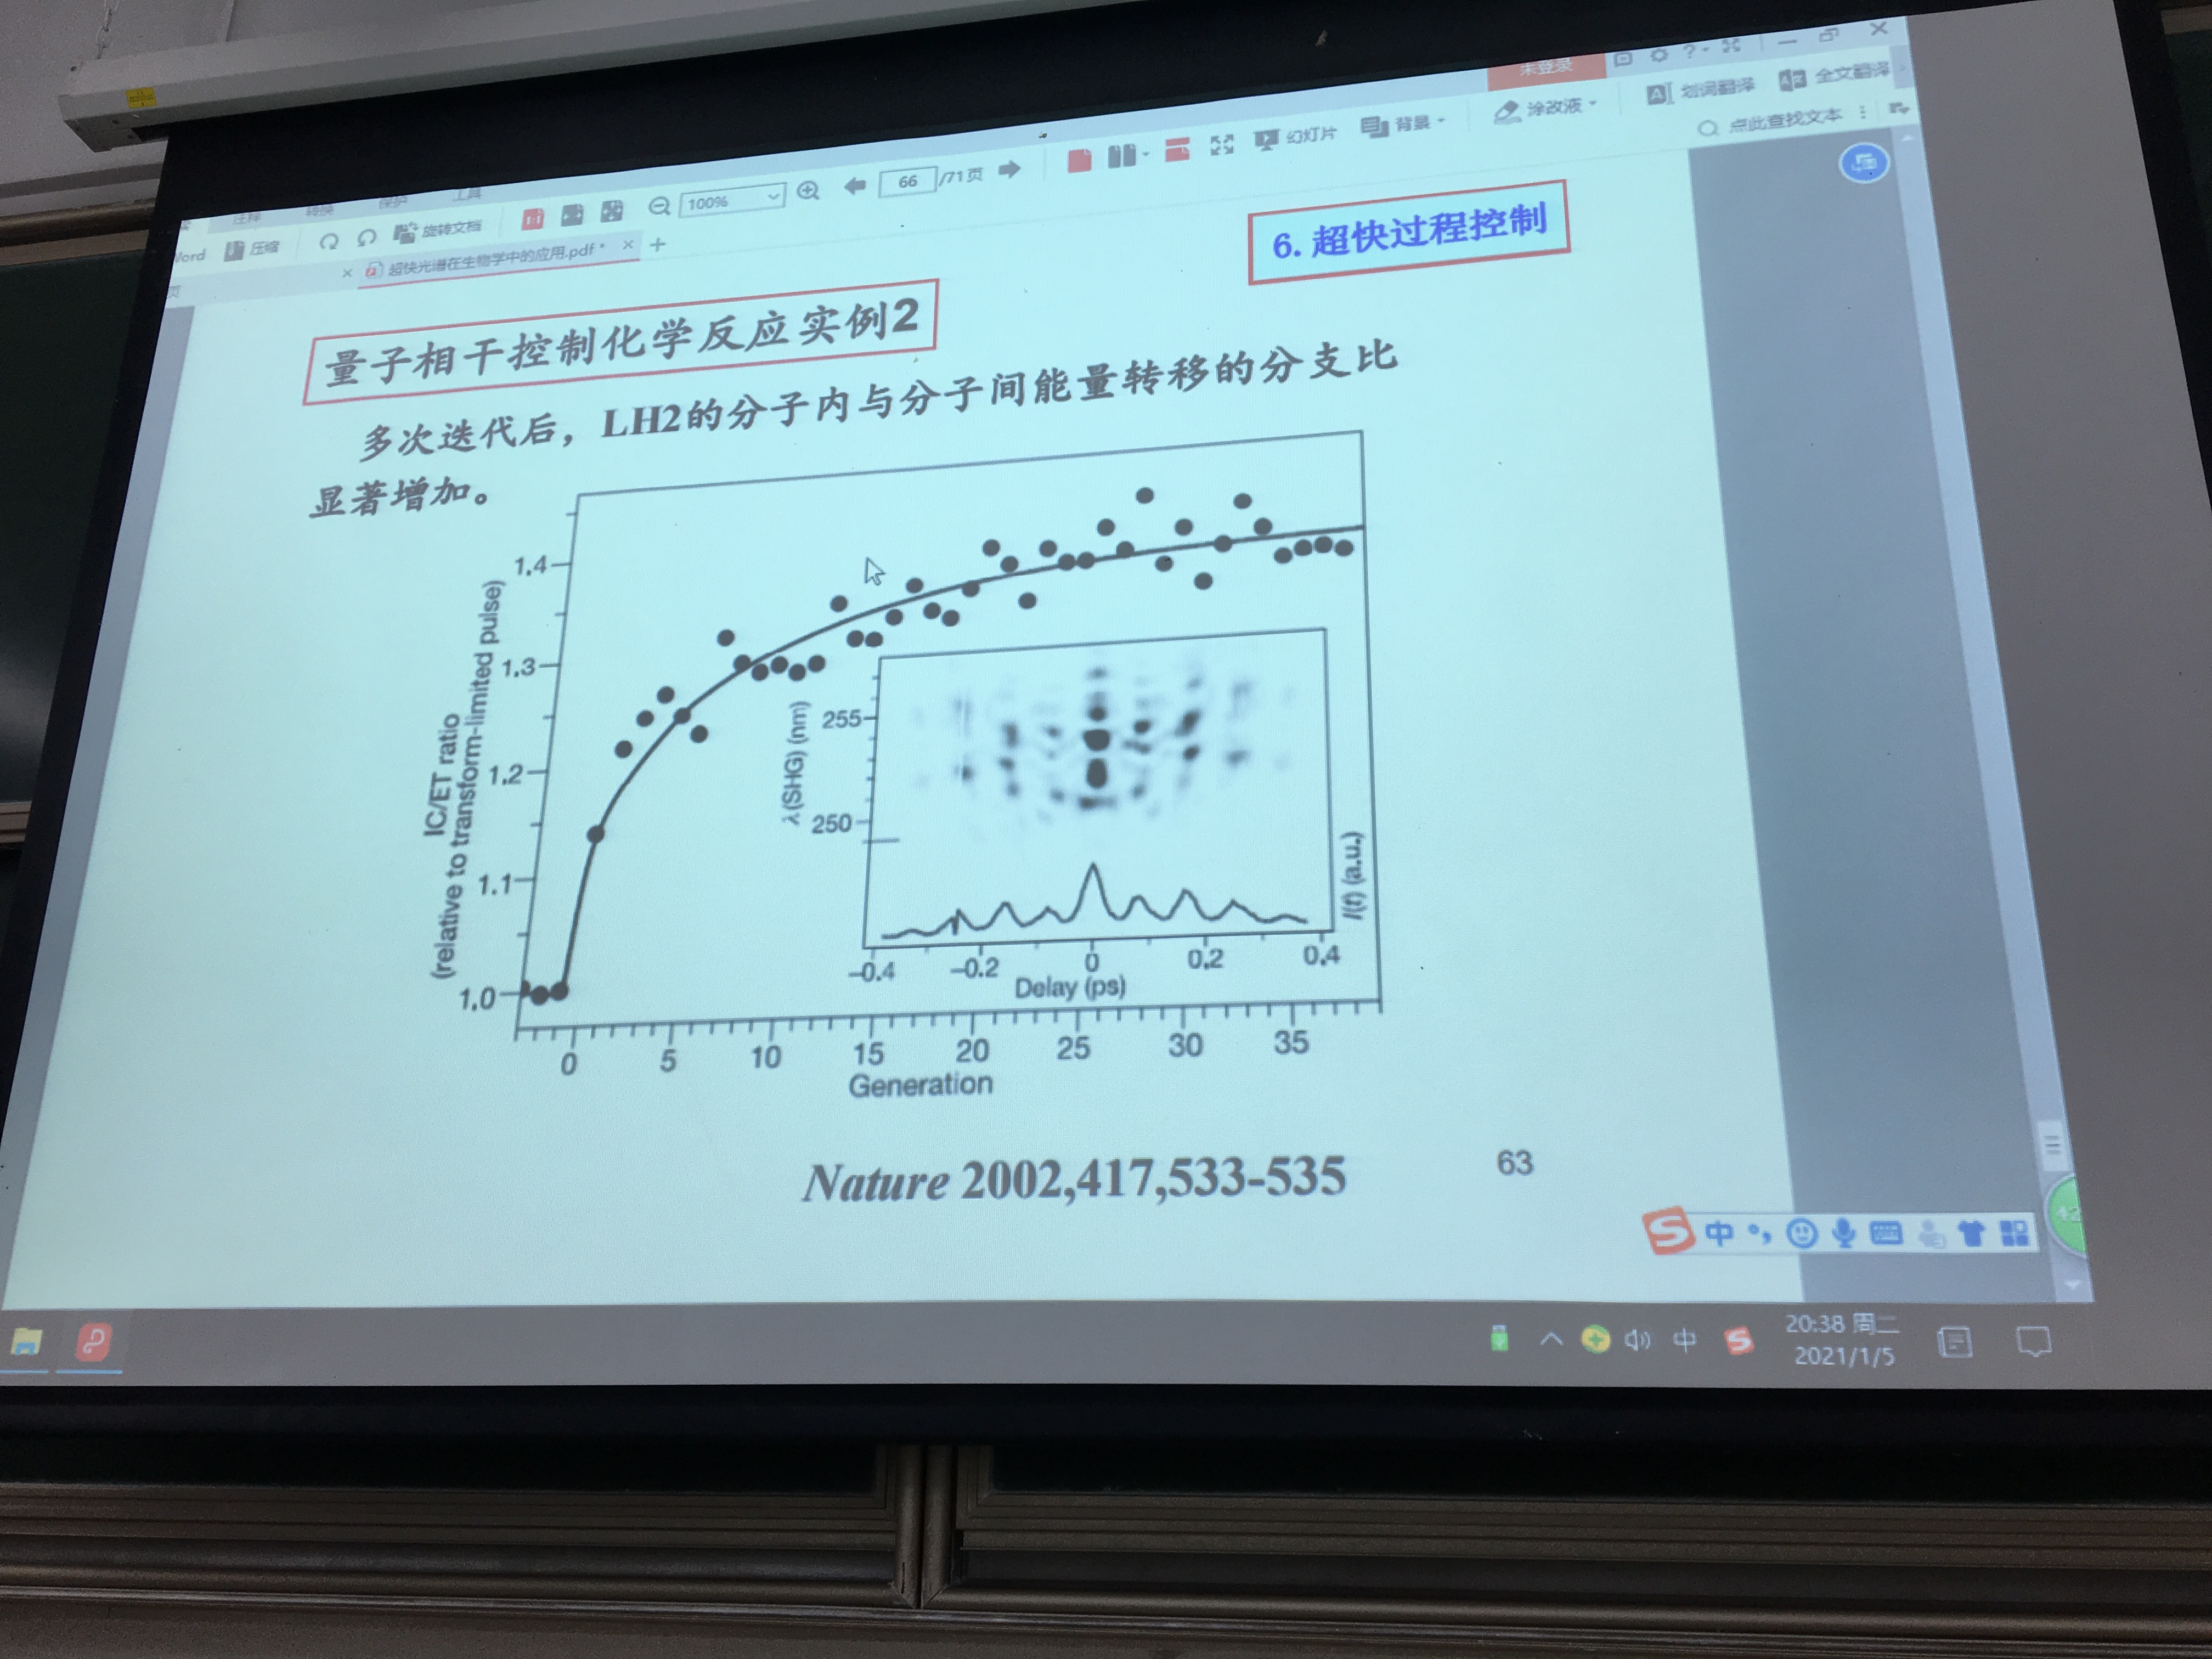 未登录
划词翻译 全文翻译
注释 转换 保护 工具
100% 66 /71页 幻灯片 背景 涂改液 点此查找文本
ord 压缩 旋转文档
页 超快光谱在生物学中的应用.pdf *
6. 超快过程控制
量子相干控制化学反应实例2
多次迭代后，LH2的分子内与分子间能量转移的分支比
显著增加。
IC/ET ratio
(relative to transform-limited pulse)
1.4
1.3
1.2
1.1
1.0
λ(SHG) (nm)
255
250
I(t) (a.u.)
–0.4 –0.2 0 0.2 0.4
Delay (ps)
0 5 10 15 20 25 30 35
Generation
Nature 2002,417,533-535
63
中
42
中
20:38 周二
2021/1/5